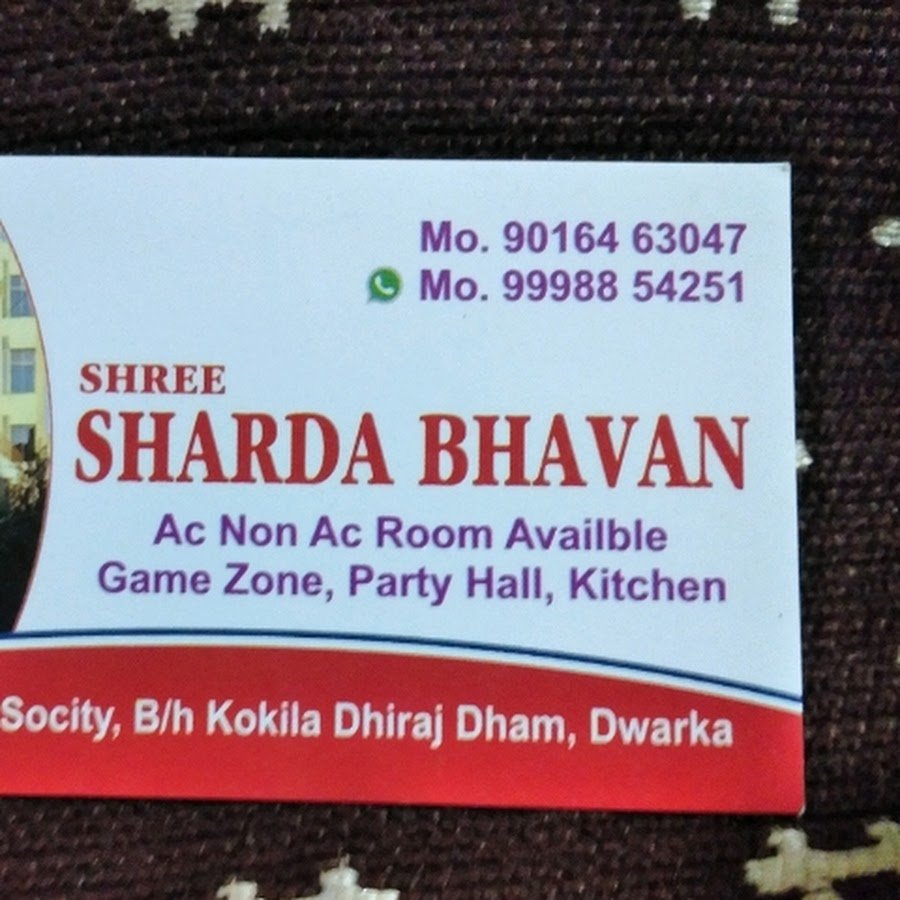 Mo. 90164 63047
Mo. 99988 54251
SHREE
SHARDA BHAVAN
Ac Non Ac Room Availble
Game Zone, Party Hall, Kitchen
Socity, B/h Kokila Dhiraj Dham, Dwarka